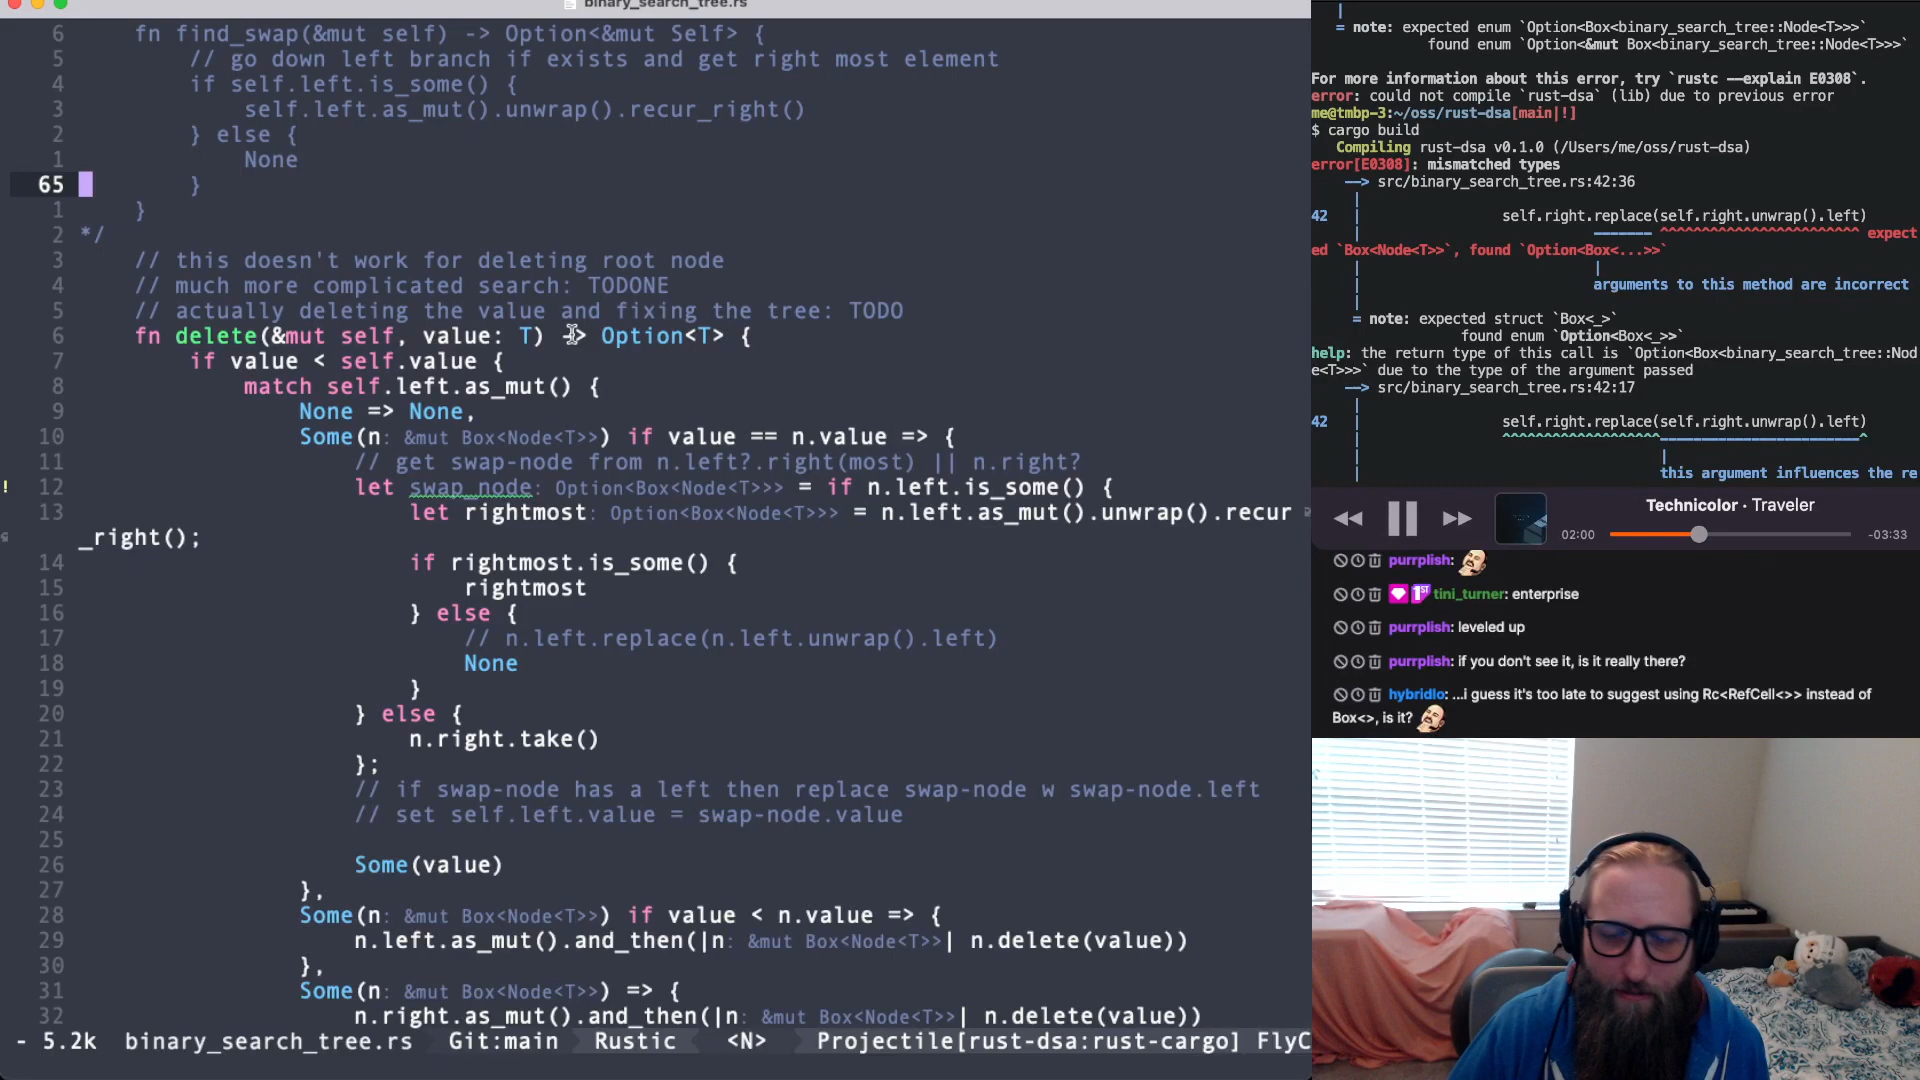 binary_search_tree.rs
6 fn find_swap(&mut self) -> Option<&mut Self> {
5 // go down left branch if exists and get right most element
4 if self.left.is_some() {
3 self.left.as_mut().unwrap().recur_right()
2 } else {
1 None
65 }
1 }
2 */
3 // this doesn't work for deleting root node
4 // much more complicated search: TODONE
5 // actually deleting the value and fixing the tree: TODO
6 fn delete(&mut self, value: T) -> Option<T> {
7 if value < self.value {
8 match self.left.as_mut() {
9 None => None,
10 Some(n: &mut Box<Node<T>>) if value == n.value => {
11 // get swap-node from n.left?.right(most) || n.right?
! 12 let swap_node: Option<Box<Node<T>>> = if n.left.is_some() {
13 let rightmost: Option<Box<Node<T>>> = n.left.as_mut().unwrap().recur
_right();
14 if rightmost.is_some() {
15 rightmost
16 } else {
17 // n.left.replace(n.left.unwrap().left)
18 None
19 }
20 } else {
21 n.right.take()
22 };
23 // if swap-node has a left then replace swap-node w swap-node.left
24 // set self.left.value = swap-node.value
25
26 Some(value)
27 },
28 Some(n: &mut Box<Node<T>>) if value < n.value => {
29 n.left.as_mut().and_then(|n: &mut Box<Node<T>>| n.delete(value))
30 },
31 Some(n: &mut Box<Node<T>>) => {
32 n.right.as_mut().and_then(|n: &mut Box<Node<T>>| n.delete(value))
- 5.2k binary_search_tree.rs Git:main Rustic <N> Projectile[rust-dsa:rust-cargo] FlyC
|
= note: expected enum `Option<Box<binary_search_tree::Node<T>>>`
found enum `Option<&mut Box<binary_search_tree::Node<T>>>`
For more information about this error, try `rustc --explain E0308`.
error: could not compile `rust-dsa` (lib) due to previous error
me@tmbp-3:~/oss/rust-dsa[main|!]
$ cargo build
Compiling rust-dsa v0.1.0 (/Users/me/oss/rust-dsa)
error[E0308]: mismatched types
--> src/binary_search_tree.rs:42:36
|
42 | self.right.replace(self.right.unwrap().left)
| ------- ^^^^^^^^^^^^^^^^^^^^^^^^ expect
ed `Box<Node<T>>`, found `Option<Box<...>>`
| |
| arguments to this method are incorrect
|
= note: expected struct `Box<_>`
found enum `Option<Box<_>>`
help: the return type of this call is `Option<Box<binary_search_tree::Nod
e<T>>>` due to the type of the argument passed
--> src/binary_search_tree.rs:42:17
|
42 | self.right.replace(self.right.unwrap().left)
| ^^^^^^^^^^^^^^^^^^^------------------------^
| |
| this argument influences the re
Technicolor · Traveler
02:00 -03:33
purrplish:
1ST tini_turner: enterprise
purrplish: leveled up
purrplish: if you don't see it, is it really there?
hybridlo: ...i guess it's too late to suggest using Rc<RefCell<>> instead of
Box<>, is it?